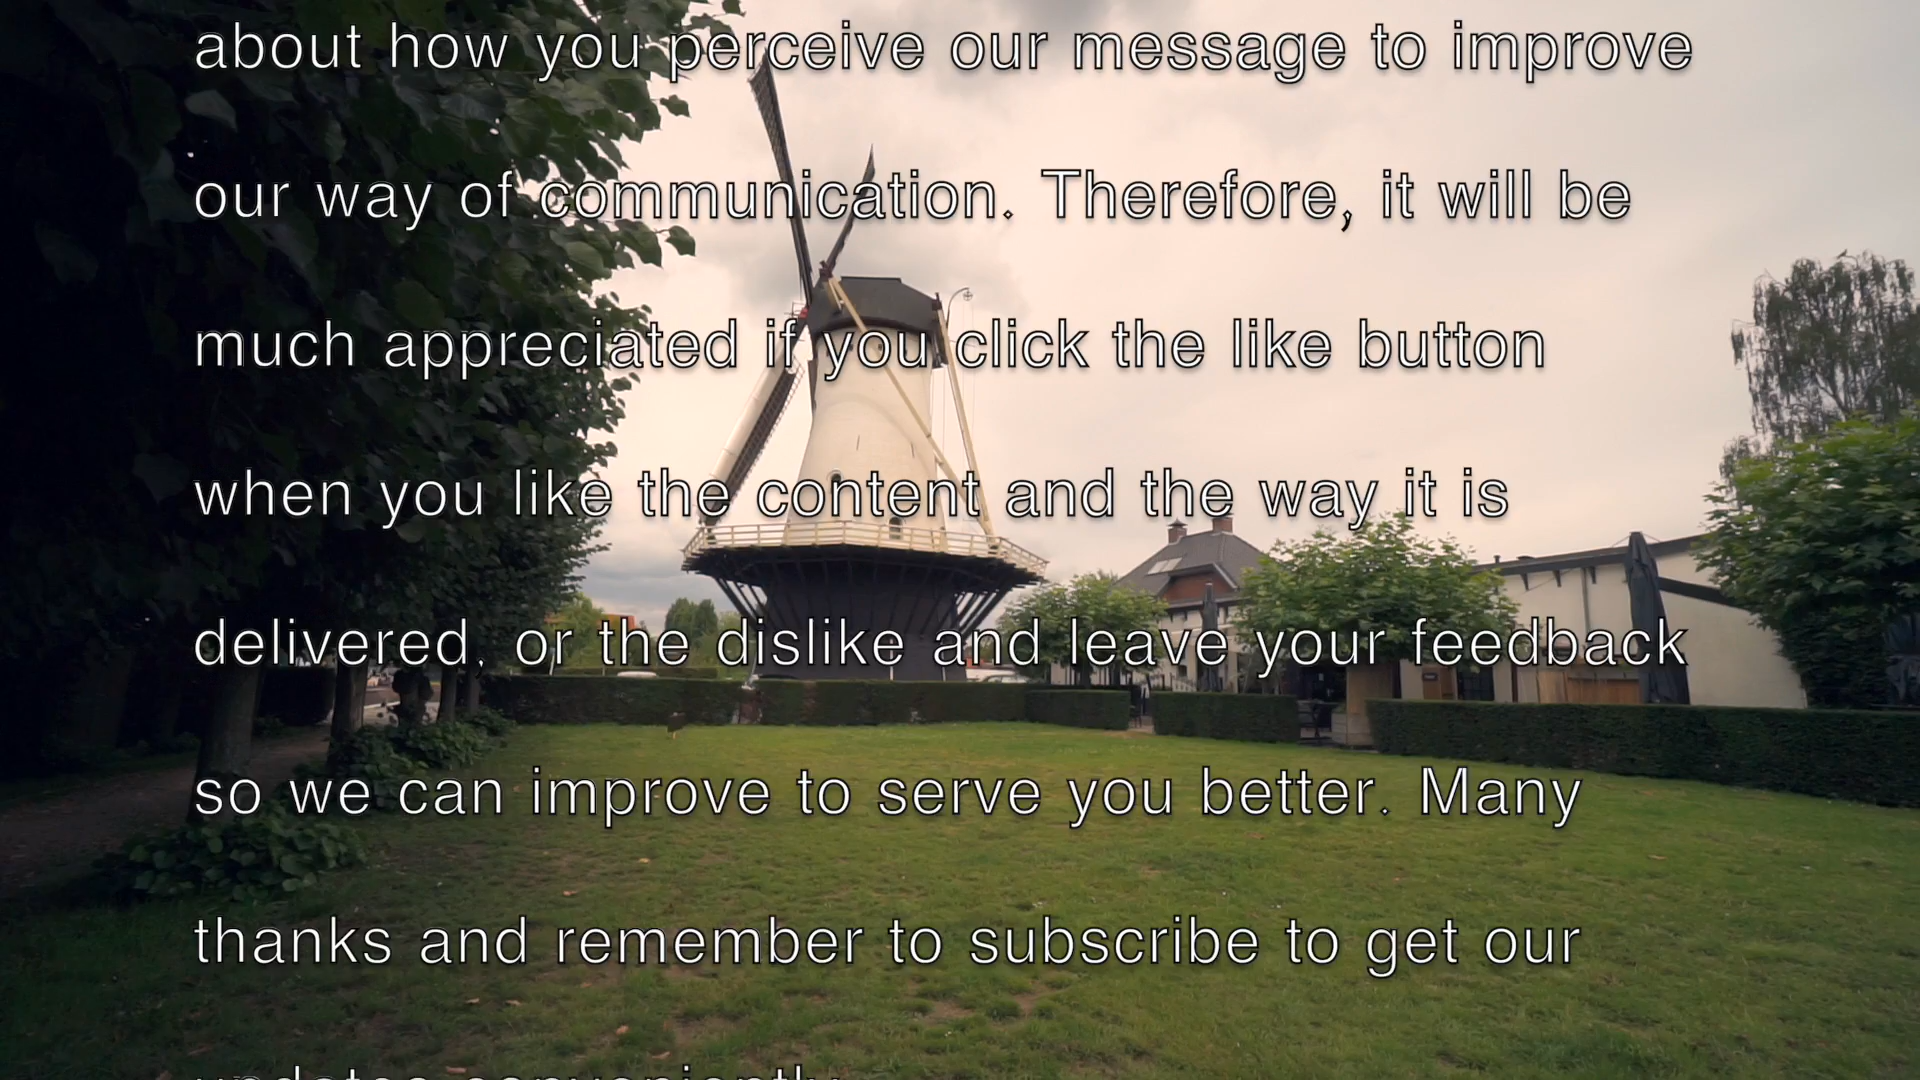 about how you perceive our message to improve
our way of communication. Therefore, it will be
much appreciated if you click the like button
when you like the content and the way it is
delivered, or the dislike and leave your feedback
so we can improve to serve you better. Many
thanks and remember to subscribe to get our
updates conveniently